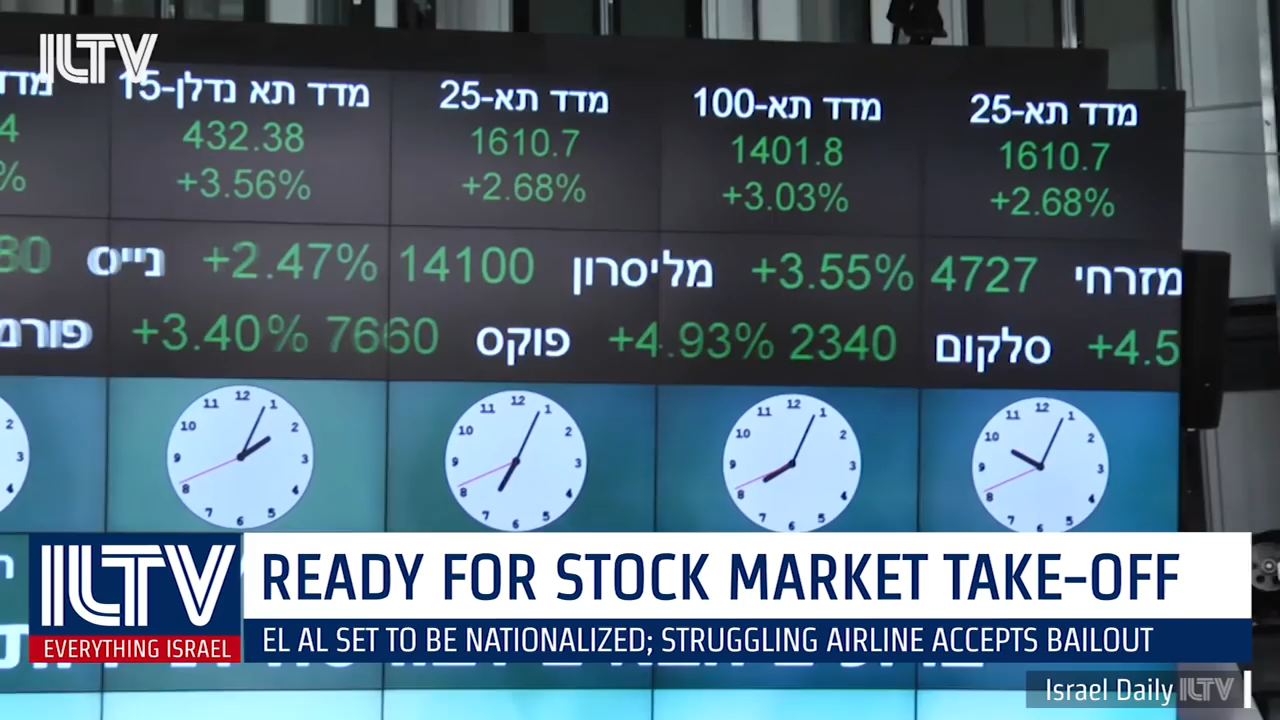 ILTV
מדד תא נדלן-15
432.38
+3.56%
מדד תא-25
1610.7
+2.68%
מדד תא-100
1401.8
+3.03%
מדד תא-25
1610.7
+2.68%
נייס +2.47% 14100 מליסרון +3.55% 4727 מזרחי
+3.40% 7660 פוקס +4.93% 2340 סלקום +4.5
ILTV
EVERYTHING ISRAEL
READY FOR STOCK MARKET TAKE-OFF
EL AL SET TO BE NATIONALIZED; STRUGGLING AIRLINE ACCEPTS BAILOUT
Israel Daily ILTV